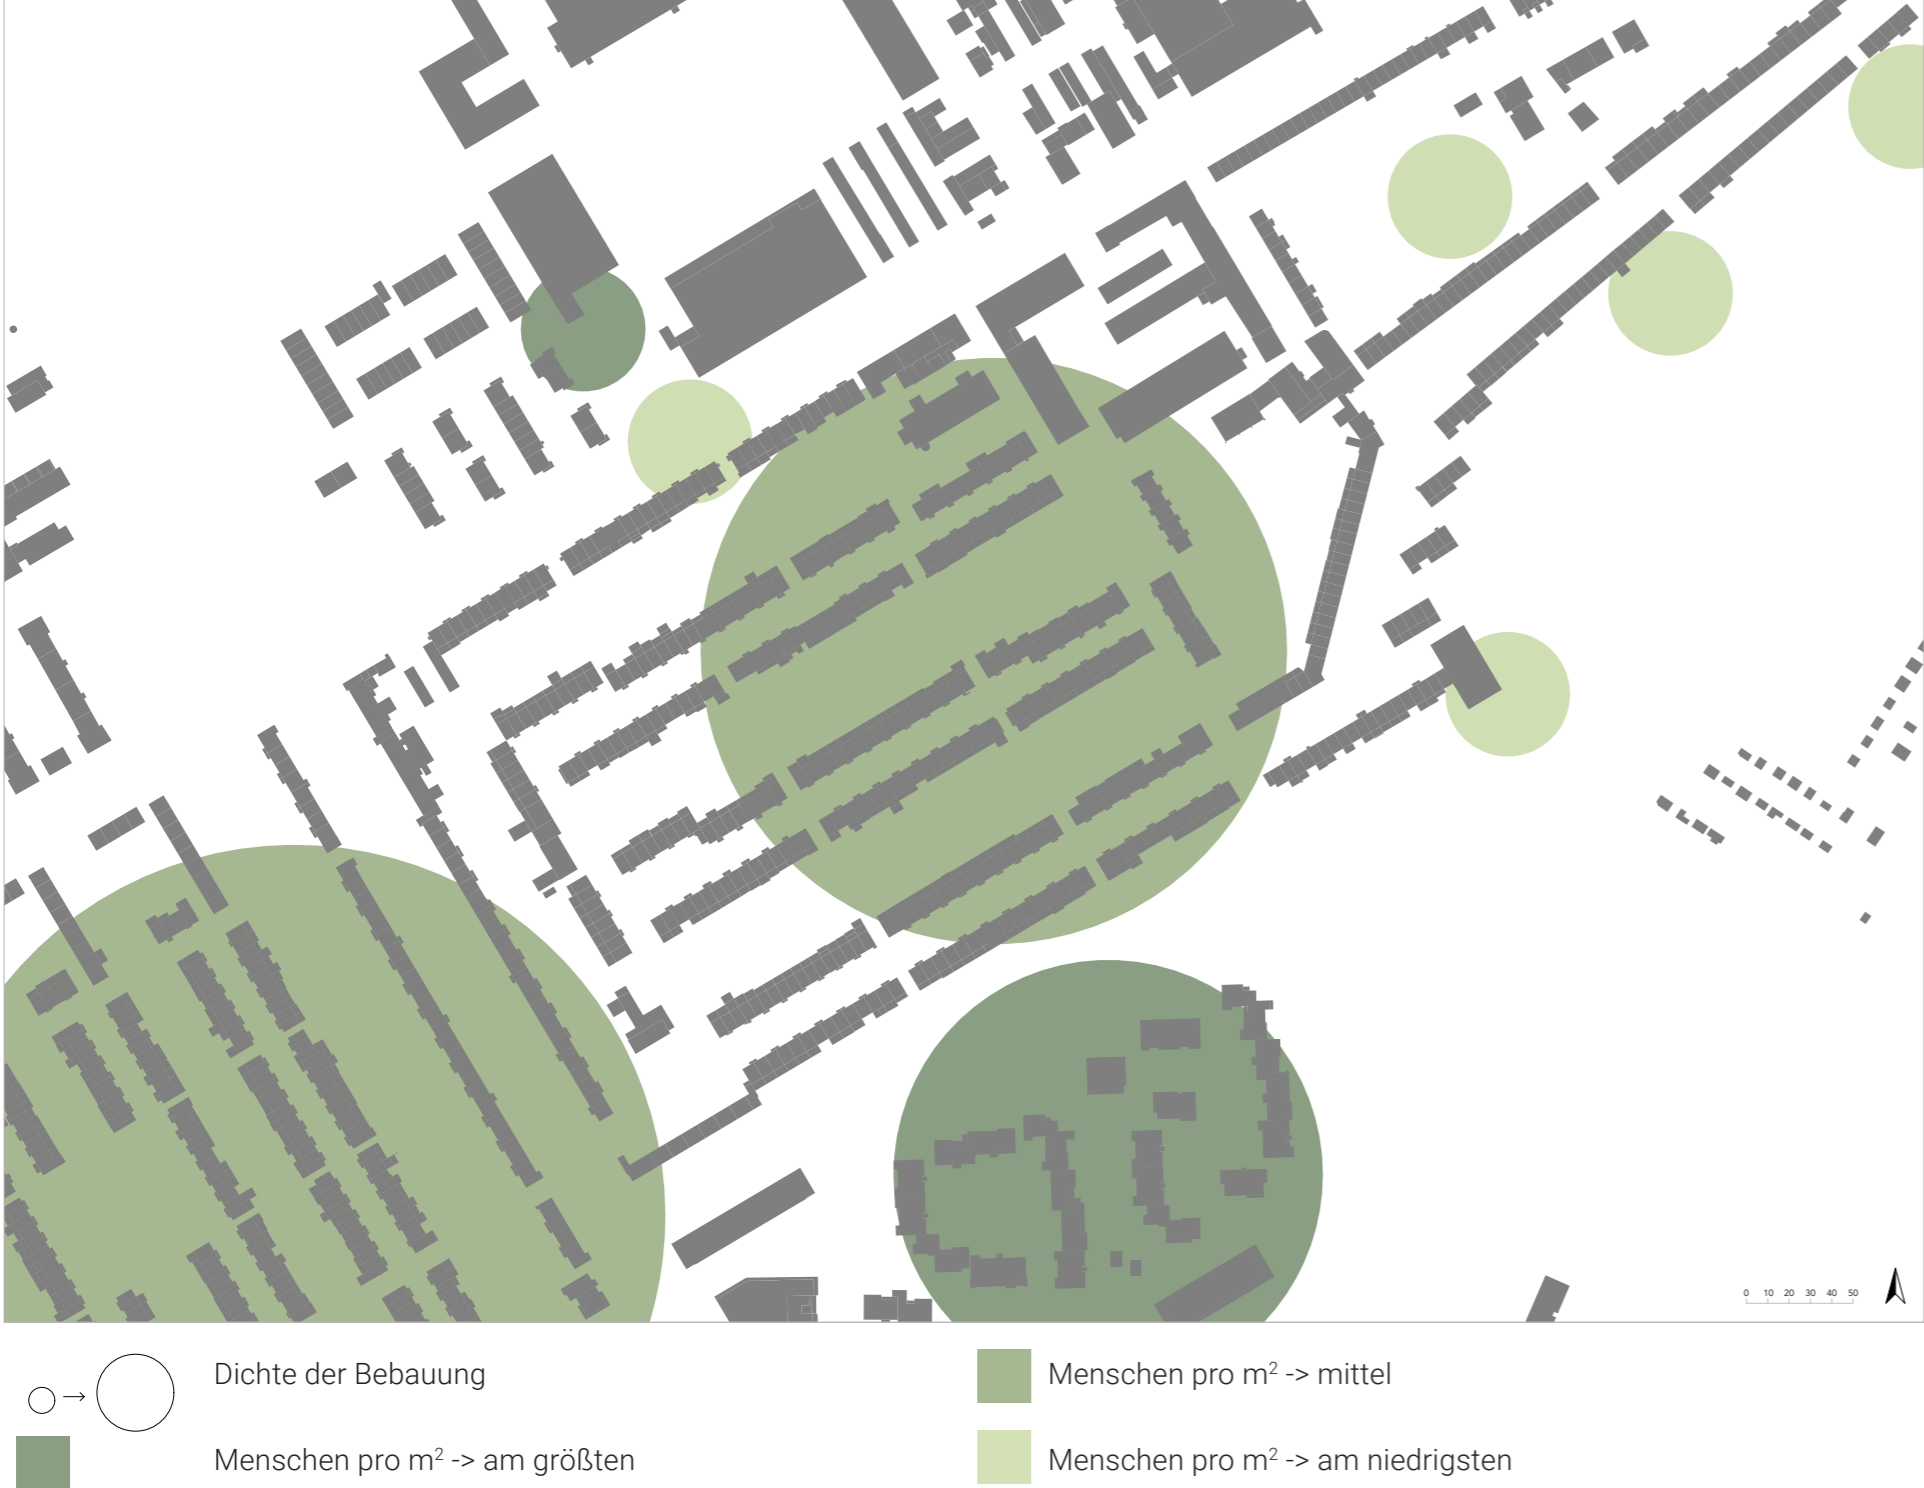 0 10 20 30 40 50
Dichte der Bebauung
Menschen pro m² -> mittel
Menschen pro m² -> am größten
Menschen pro m² -> am niedrigsten